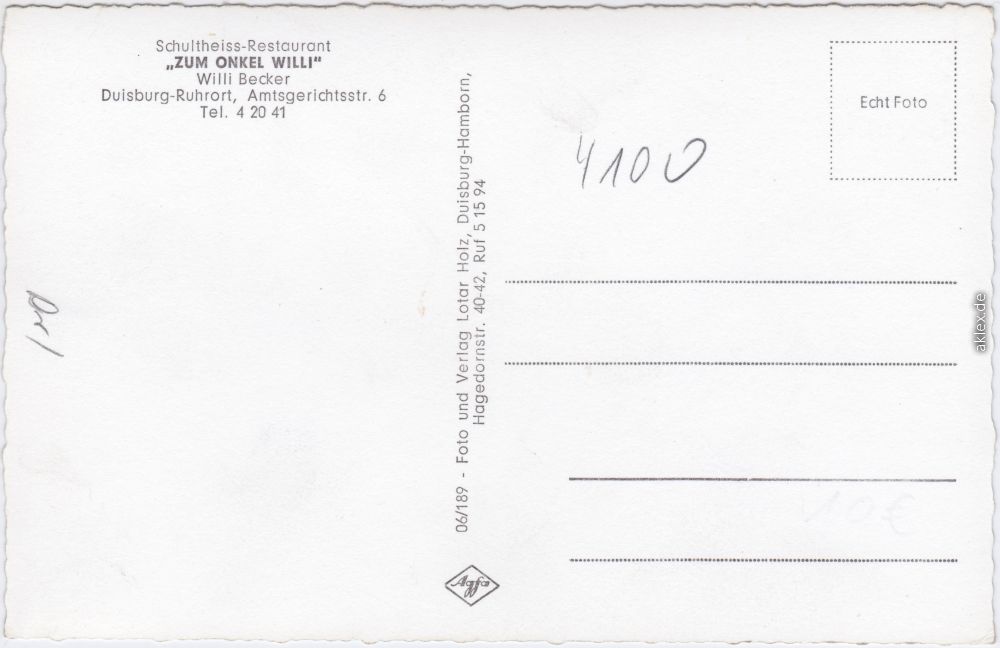 Schultheiss-Restaurant
„ZUM ONKEL WILLI“
Willi Becker
Duisburg-Ruhrort, Amtsgerichtsstr. 6
Tel. 4 20 41
06/189 - Foto und Verlag Lotar Holz, Duisburg-Hamborn,
Hagedornstr. 40-42, Ruf 5 15 94
Agfa
Echt Foto
4100
10€
aklex.de